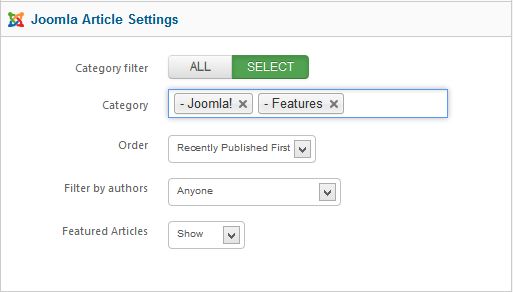 Joomla Article Settings
Category filter ALL SELECT
Category - Joomla! × - Features ×
Order Recently Published First
Filter by authors Anyone
Featured Articles Show